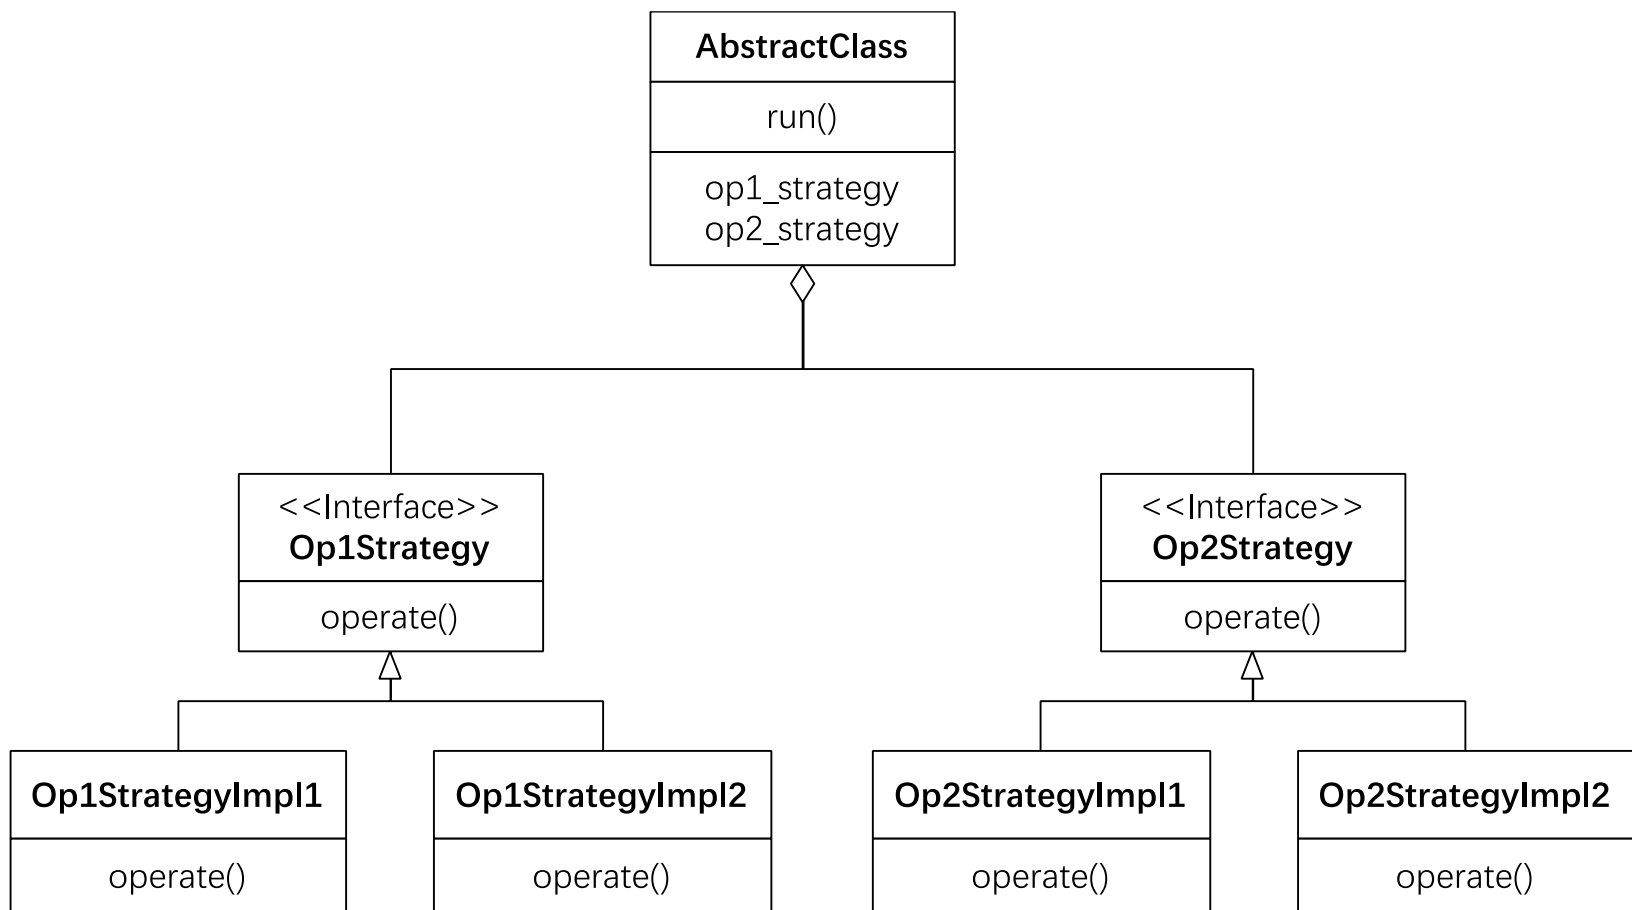 AbstractClass
run()
op1_strategy
op2_strategy
<<Interface>>
Op1Strategy
operate()
<<Interface>>
Op2Strategy
operate()
Op1StrategyImpl1
operate()
Op1StrategyImpl2
operate()
Op2StrategyImpl1
operate()
Op2StrategyImpl2
operate()